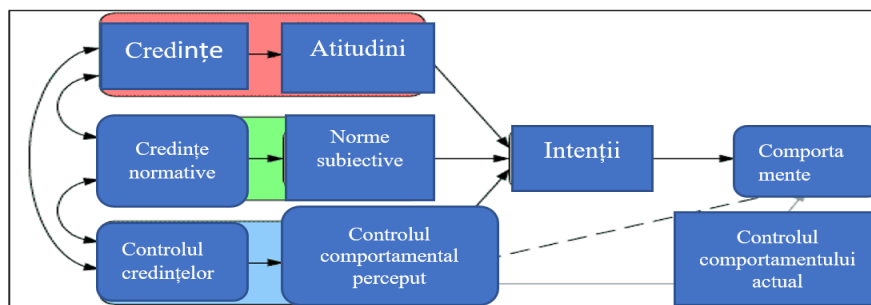 Credințe
Atitudini
Credințe
normative
Norme
subiective
Intenții
Comporta
mente
Controlul
credințelor
Controlul
comportamental
perceput
Controlul
comportamentului
actual